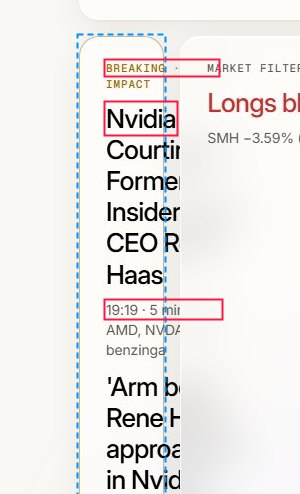 BREAKING ·
IMPACT
Nvidia
Courtin
Former
Insider
CEO R
Haas
19:19 · 5 min
AMD, NVDA
benzinga
'Arm be
Rene H
approa
in Nvid
MARKET FILTER
Longs bl
SMH −3.59% (